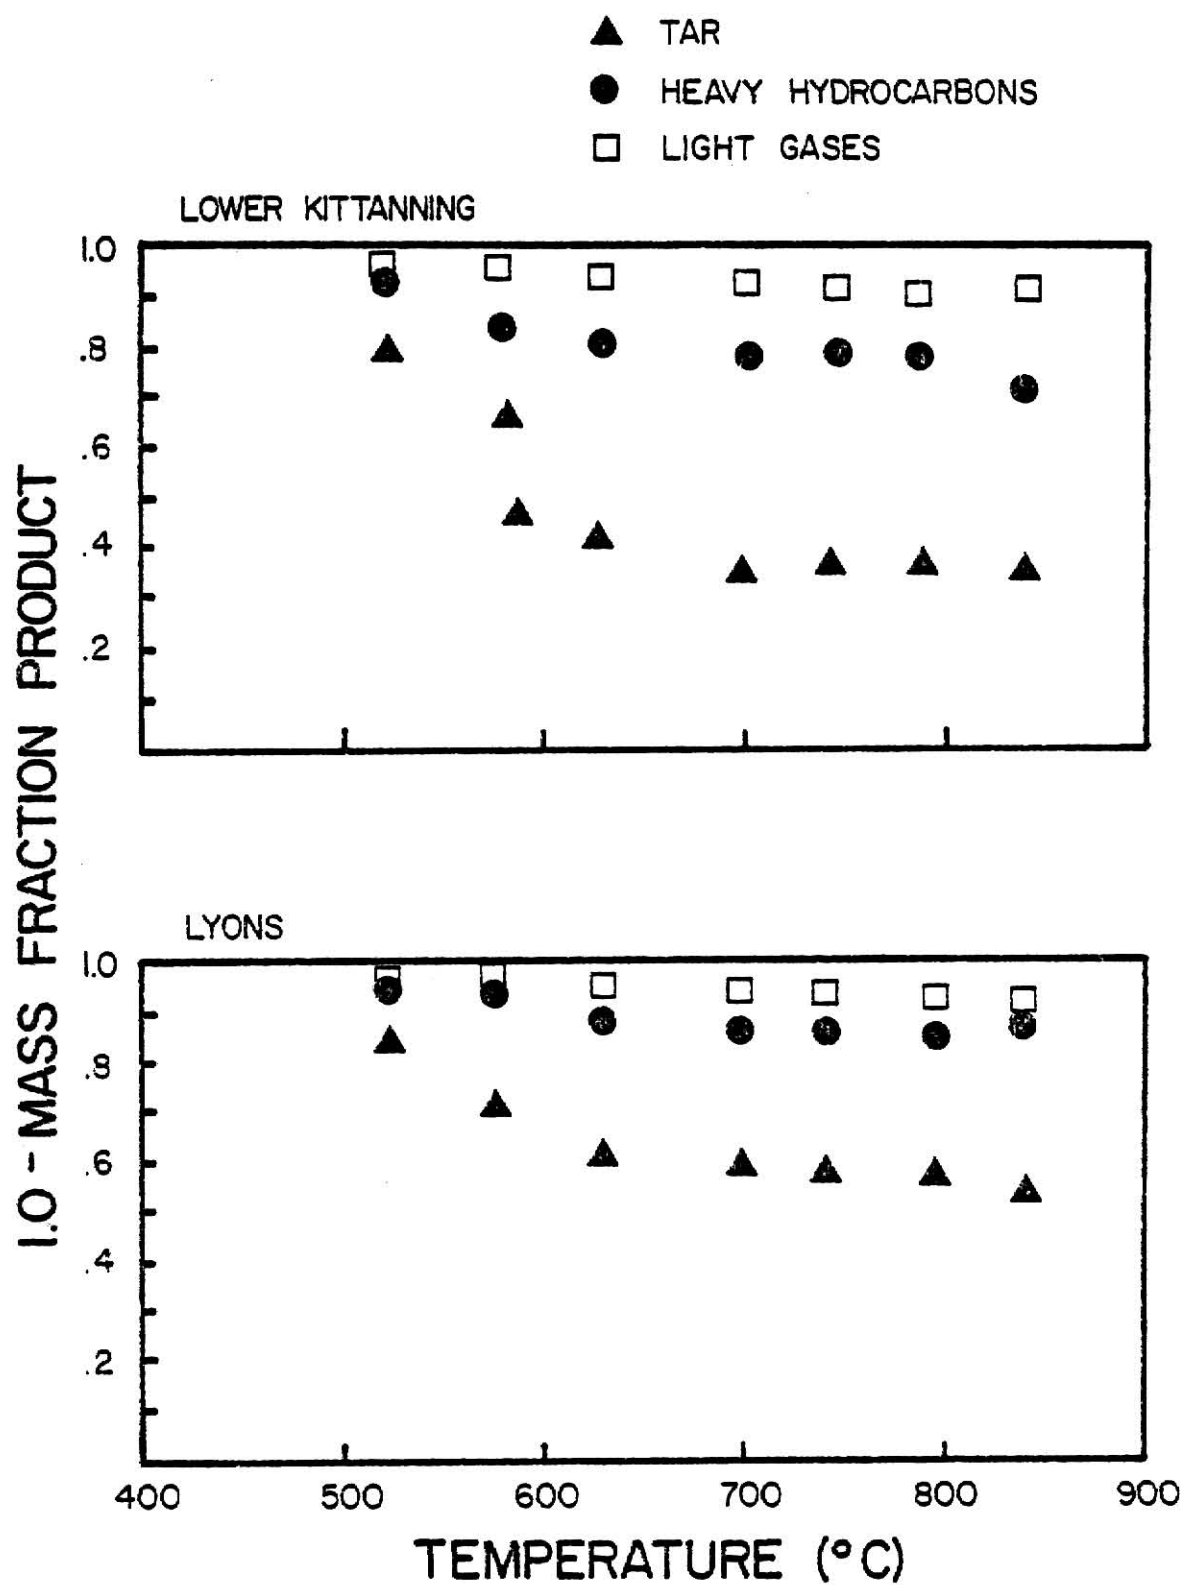 TAR
HEAVY HYDROCARBONS
LIGHT GASES
LOWER KITTANNING
1.0
.8
.6
.4
.2
1.0 - MASS FRACTION PRODUCT
LYONS
1.0
.8
.6
.4
.2
400 500 600 700 800 900
TEMPERATURE (°C)